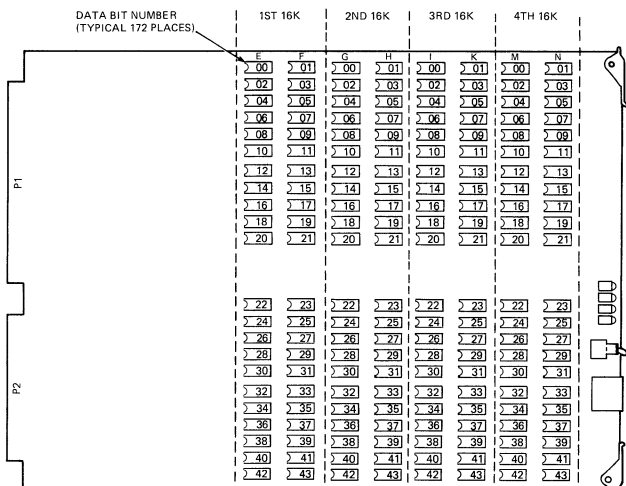 DATA BIT NUMBER
(TYPICAL 172 PLACES)
1ST 16K 2ND 16K 3RD 16K 4TH 16K
E F G H I K M N
00 01 00 01 00 01 00 01
02 03 02 03 02 03 02 03
04 05 04 05 04 05 04 05
06 07 06 07 06 07 06 07
08 09 08 09 08 09 08 09
10 11 10 11 10 11 10 11
12 13 12 13 12 13 12 13
14 15 14 15 14 15 14 15
16 17 16 17 16 17 16 17
18 19 18 19 18 19 18 19
20 21 20 21 20 21 20 21
P1
22 23 22 23 22 23 22 23
24 25 24 25 24 25 24 25
26 27 26 27 26 27 26 27
28 29 28 29 28 29 28 29
30 31 30 31 30 31 30 31
32 33 32 33 32 33 32 33
34 35 34 35 34 35 34 35
36 37 36 37 36 37 36 37
38 39 38 39 38 39 38 39
40 41 40 41 40 41 40 41
42 43 42 43 42 43 42 43
P2